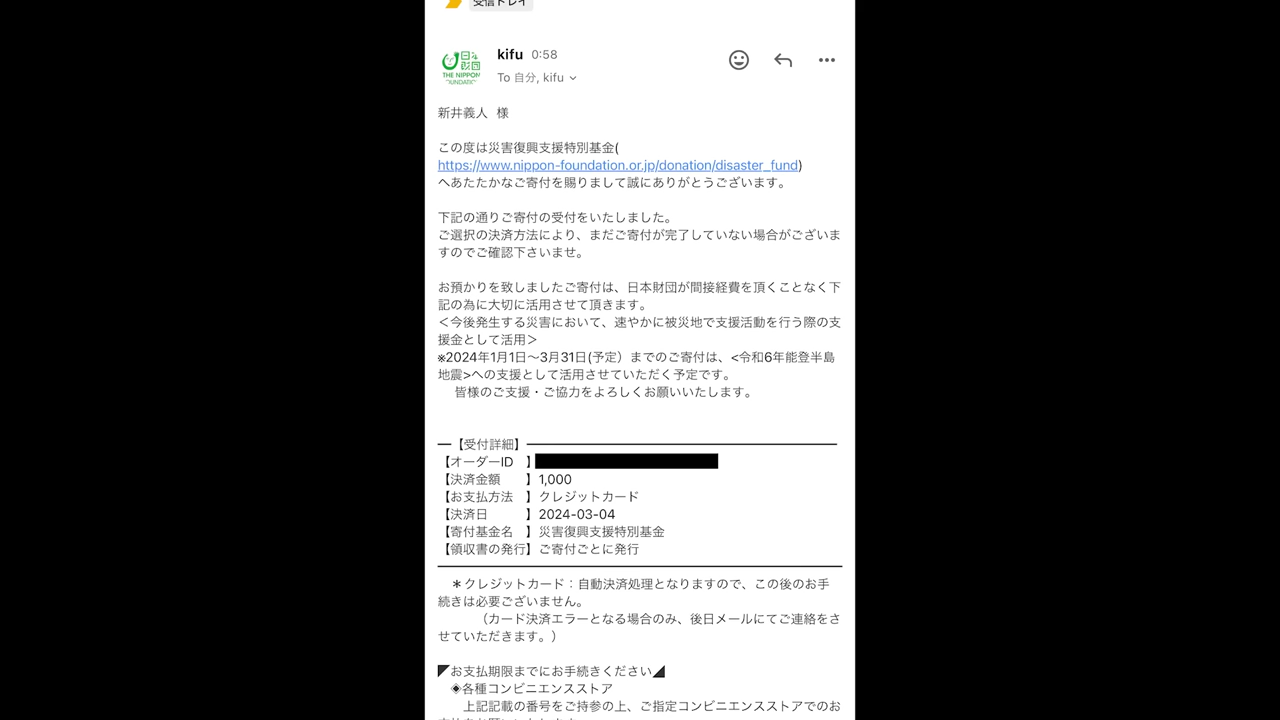 受信トレイ
kifu 0:58
To 自分, kifu
日本財団
THE NIPPON
FOUNDATION
新井義人 様
この度は災害復興支援特別基金(
https://www.nippon-foundation.or.jp/donation/disaster_fund)
へあたたかなご寄付を賜りまして誠にありがとうございます。
下記の通りご寄付の受付をいたしました。
ご選択の決済方法により、まだご寄付が完了していない場合がございま
すのでご確認下さいませ。
お預かりを致しましたご寄付は、日本財団が間接経費を頂くことなく下
記の為に大切に活用させて頂きます。
＜今後発生する災害において、速やかに被災地で支援活動を行う際の支
援金として活用＞
※2024年1月1日～3月31日(予定）までのご寄付は、<令和6年能登半島
地震>への支援として活用させていただく予定です。
皆様のご支援・ご協力をよろしくお願いいたします。
【受付詳細】
【オーダーID 】
【決済金額 】1,000
【お支払方法 】クレジットカード
【決済日 】2024-03-04
【寄付基金名 】災害復興支援特別基金
【領収書の発行】ご寄付ごとに発行
＊クレジットカード：自動決済処理となりますので、この後のお手
続きは必要ございません。
（カード決済エラーとなる場合のみ、後日メールにてご連絡をさ
せていただきます。）
◤お支払期限までにお手続きください◢
◈各種コンビニエンスストア
上記記載の番号をご持参の上、ご指定コンビニエンスストアでのお